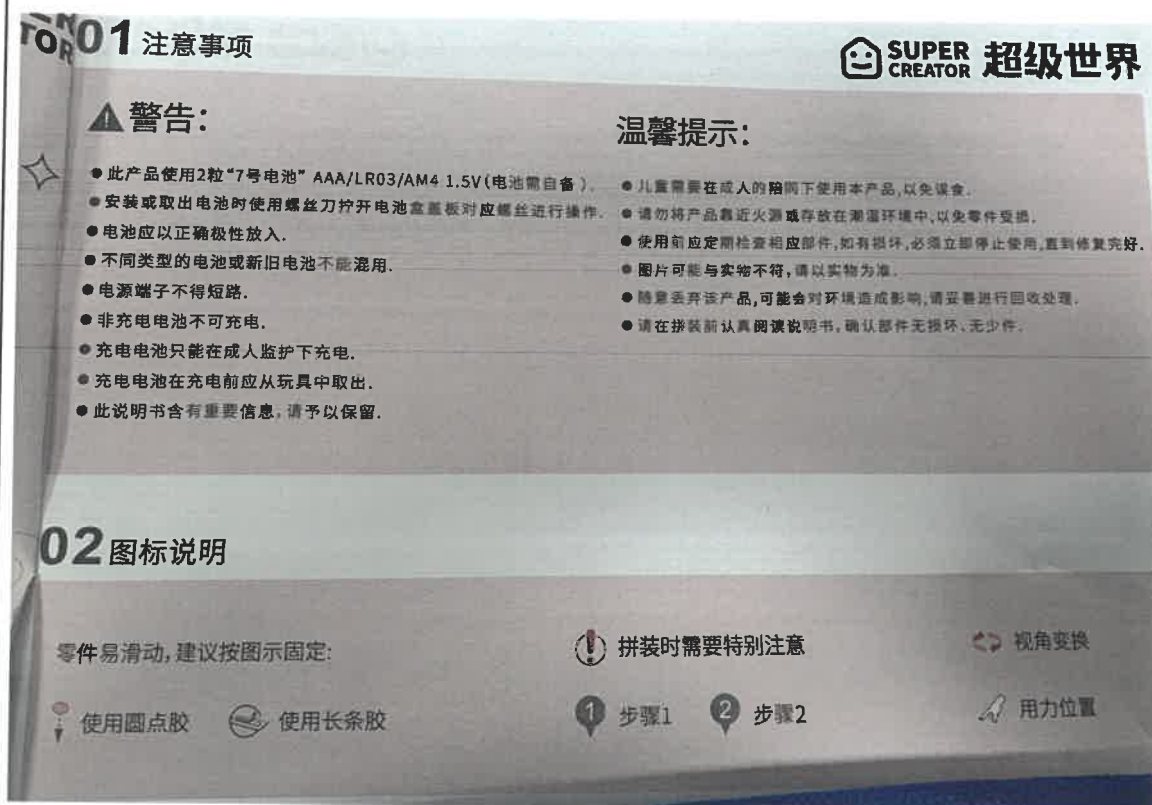 TOR
01 注意事项
SUPER CREATOR 超级世界
警告：
●此产品使用2粒“7号电池” AAA/LR03/AM4 1.5V(电池需自备).
●安装或取出电池时使用螺丝刀拧开电池盒盖板对应螺丝进行操作.
●电池应以正确极性放入.
●不同类型的电池或新旧电池不能混用.
●电源端子不得短路.
●非充电电池不可充电.
●充电电池只能在成人监护下充电.
●充电电池在充电前应从玩具中取出.
●此说明书含有重要信息,请予以保留.
温馨提示：
●儿童需要在成人的陪同下使用本产品,以免误食.
●请勿将产品靠近火源或存放在潮湿环境中,以免零件受损.
●使用前应定期检查相应部件,如有损坏,必须立即停止使用,直到修复完好.
●图片可能与实物不符,请以实物为准.
●随意丢弃该产品,可能会对环境造成影响,请妥善进行回收处理.
●请在拼装前认真阅读说明书,确认部件无损坏、无少件.
02 图标说明
零件易滑动,建议按图示固定:
使用圆点胶 使用长条胶
拼装时需要特别注意
1 步骤1 2 步骤2
视角变换
用力位置